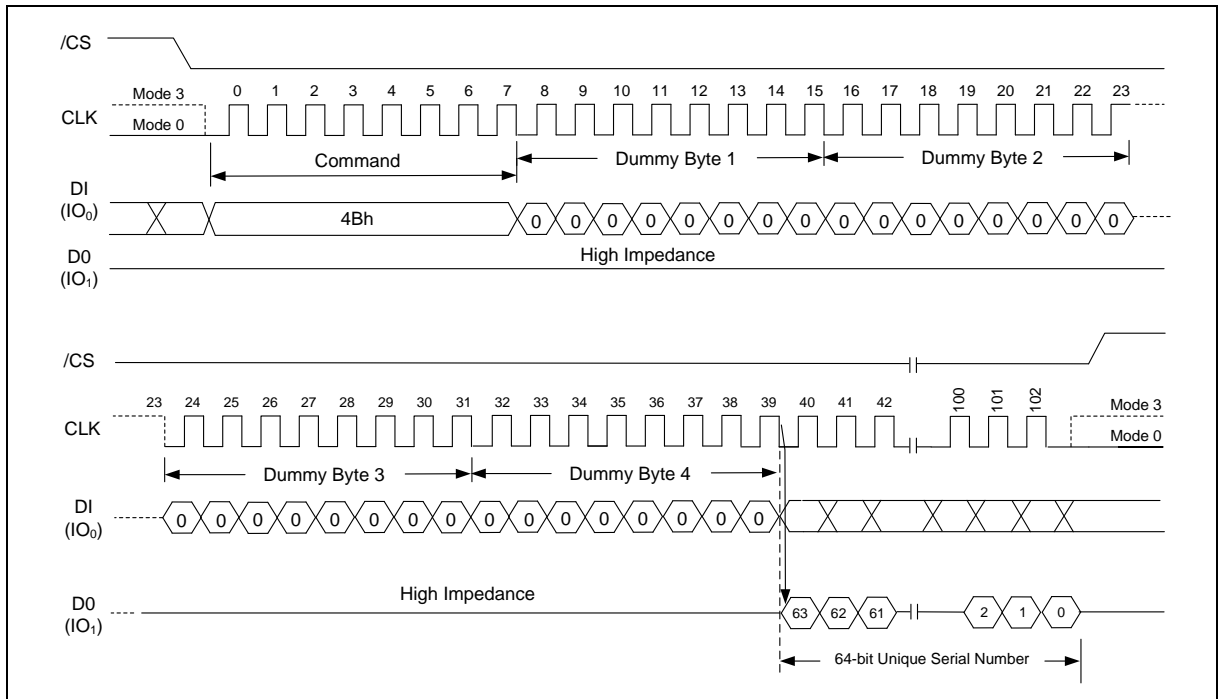 /CS
Mode 3
0 1 2 3 4 5 6 7 8 9 10 11 12 13 14 15 16 17 18 19 20 21 22 23
CLK
Mode 0
Command
Dummy Byte 1
Dummy Byte 2
DI
(IO₀)
4Bh
0 0 0 0 0 0 0 0 0 0 0 0 0 0 0 0
D0
(IO₁)
High Impedance
/CS
23 24 25 26 27 28 29 30 31 32 33 34 35 36 37 38 39 40 41 42 100 101 102
Mode 3
CLK
Mode 0
Dummy Byte 3
Dummy Byte 4
DI
(IO₀)
0 0 0 0 0 0 0 0 0 0 0 0 0 0 0 0
High Impedance
D0
(IO₁)
63 62 61 2 1 0
64-bit Unique Serial Number